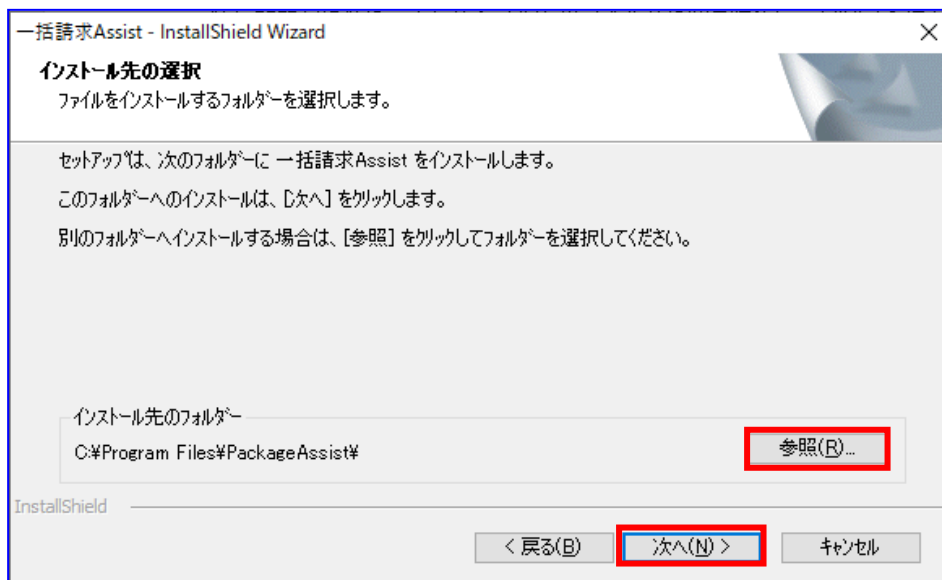 一括請求Assist - InstallShield Wizard
インストール先の選択
ファイルをインストールするフォルダーを選択します。
セットアップは、次のフォルダーに 一括請求Assist をインストールします。
このフォルダーへのインストールは、[次へ] をクリックします。
別のフォルダーへインストールする場合は、[参照] をクリックしてフォルダーを選択してください。
インストール先のフォルダー
C:¥Program Files¥PackageAssist¥
参照(R)...
InstallShield
< 戻る(B)
次へ(N) >
キャンセル